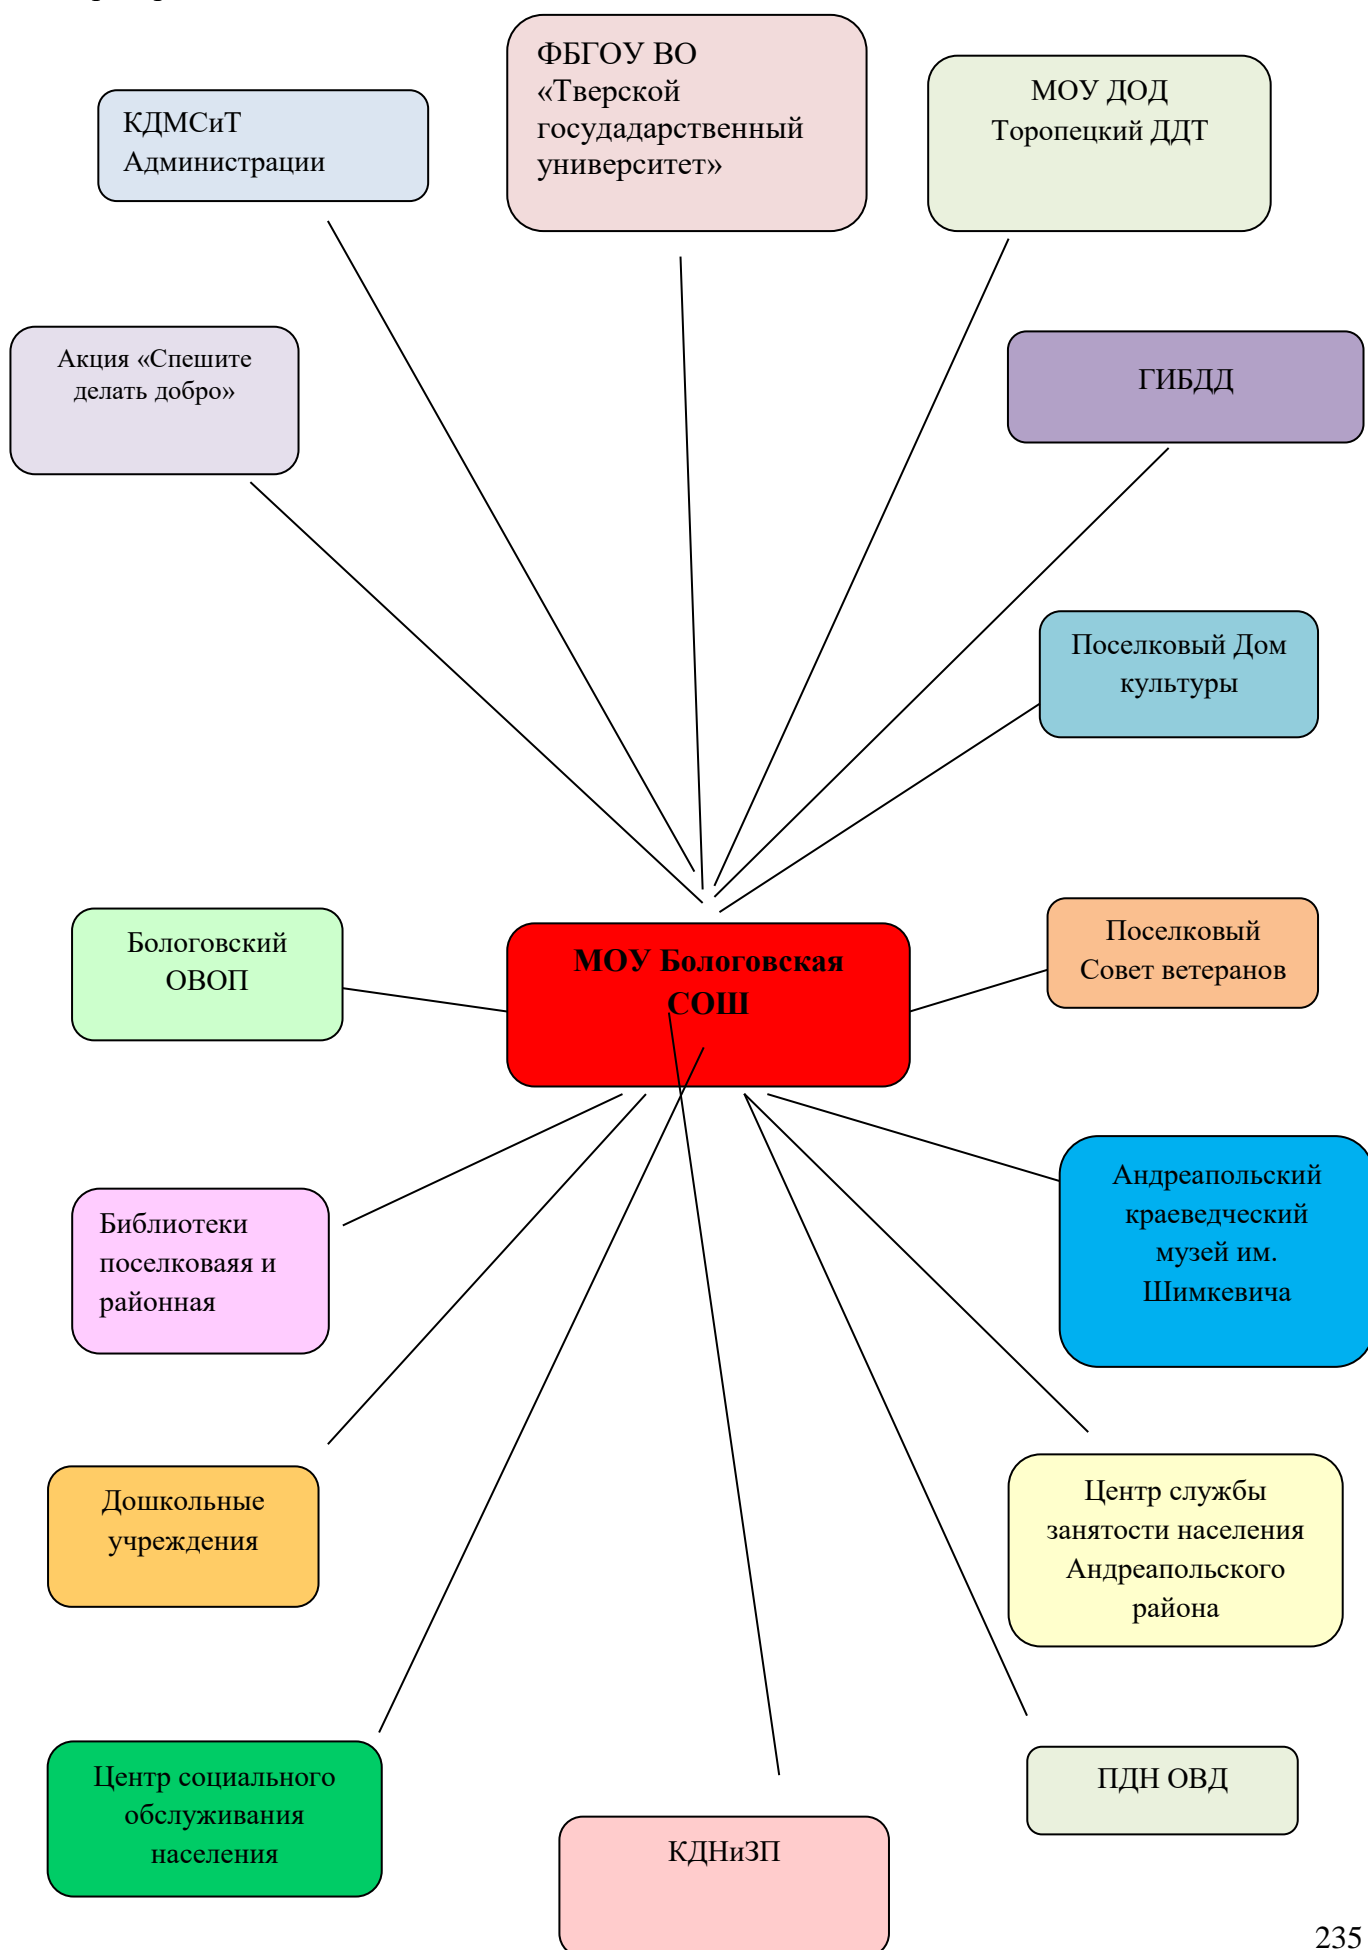 ФБГОУ ВО
«Тверской
госудадарственный
университет»
МОУ ДОД
Торопецкий ДДТ
КДМСиТ
Администрации
Акция «Спешите
делать добро»
ГИБДД
Поселковый Дом
культуры
Бологовский
ОВОП
МОУ Бологовская
СОШ
Поселковый
Совет ветеранов
Библиотеки
поселковаяя и
районная
Андреапольский
краеведческий
музей им.
Шимкевича
Дошкольные
учреждения
Центр службы
занятости населения
Андреапольского
района
Центр социального
обслуживания
населения
КДНиЗП
ПДН ОВД
235